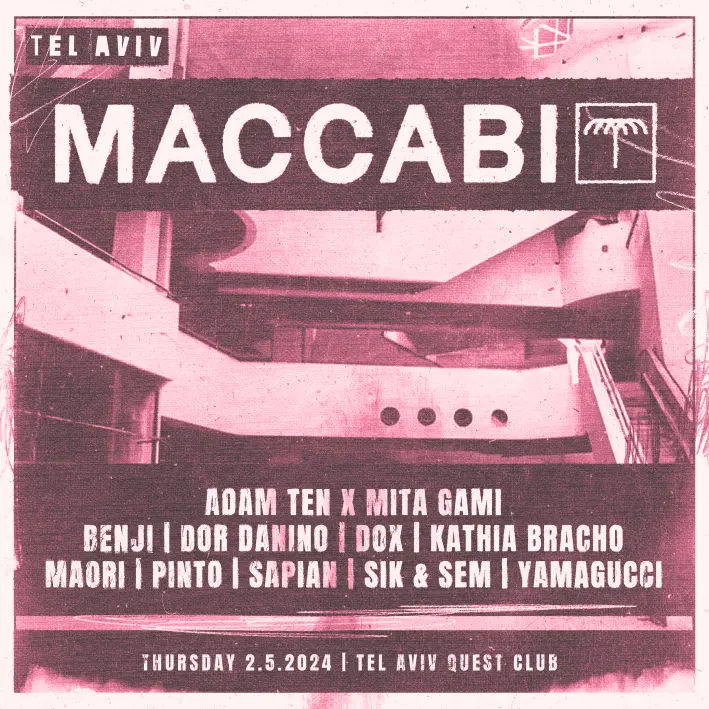 TEL AVIV
MACCABI
ADAM TEN X MITA GAMI
BENJI | DOR DANINO | DOX | KATHIA BRACHO
MAORI | PINTO | SAPIAN | SIK & SEM | YAMAGUCCI
THURSDAY 2.5.2024 | TEL AVIV QUEST CLUB